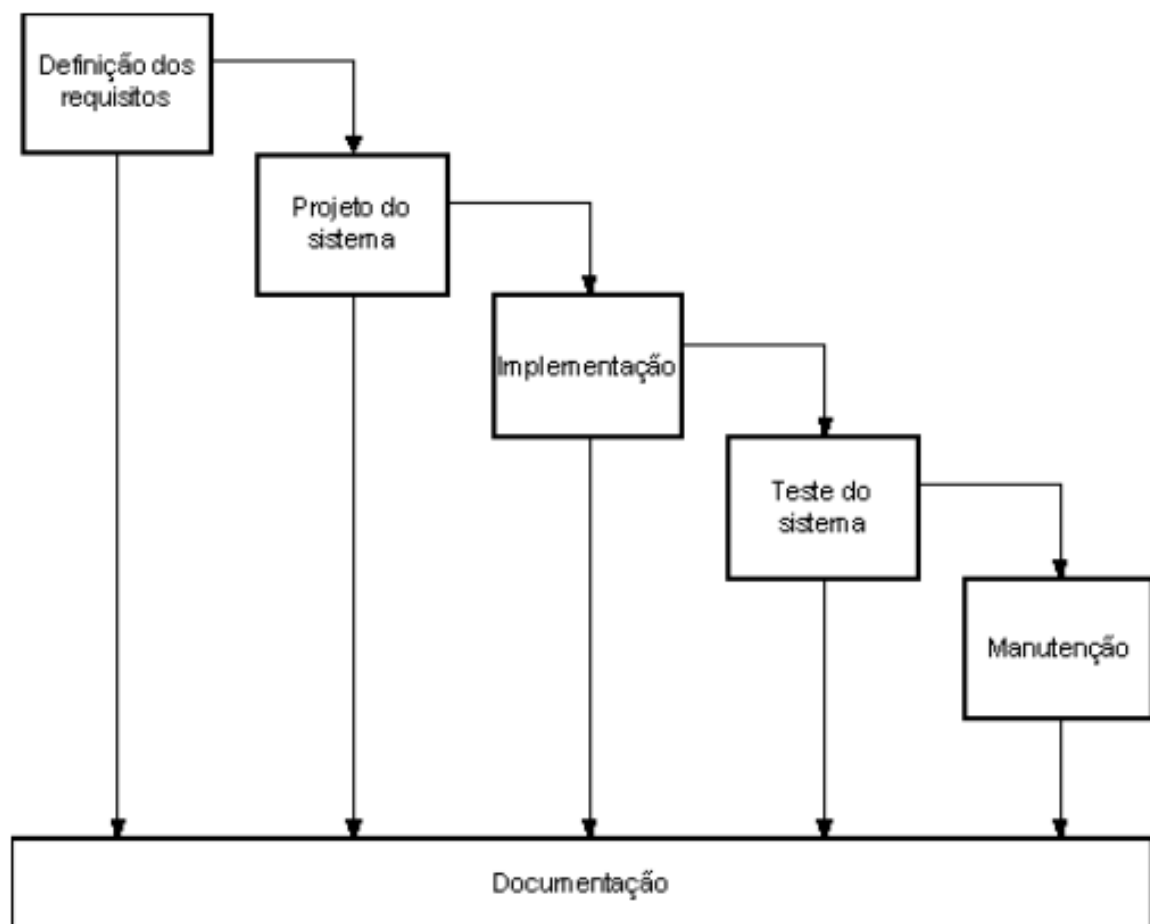 Definição dos
requisitos
Projeto do
sistema
Implementação
Teste do
sistema
Manutenção
Documentação